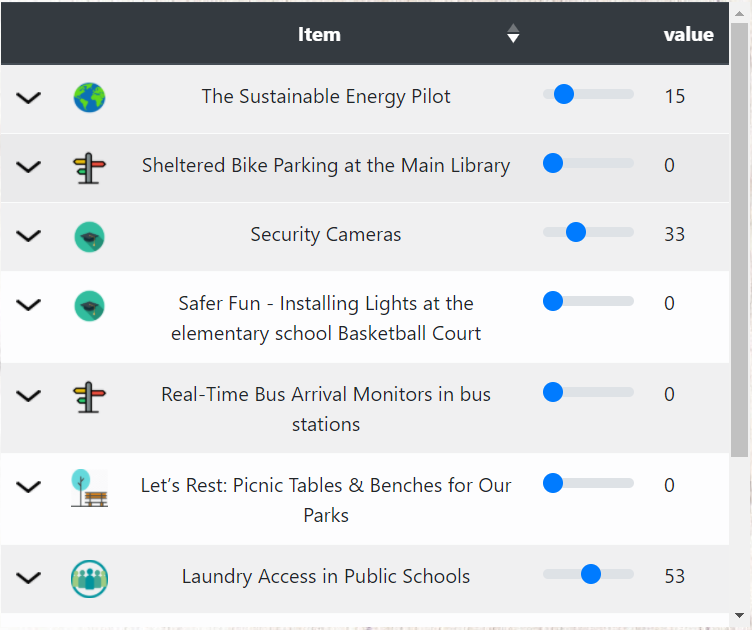 Item value
The Sustainable Energy Pilot 15
Sheltered Bike Parking at the Main Library 0
Security Cameras 33
Safer Fun - Installing Lights at the 0
elementary school Basketball Court
Real-Time Bus Arrival Monitors in bus 0
stations
Let’s Rest: Picnic Tables & Benches for Our 0
Parks
Laundry Access in Public Schools 53